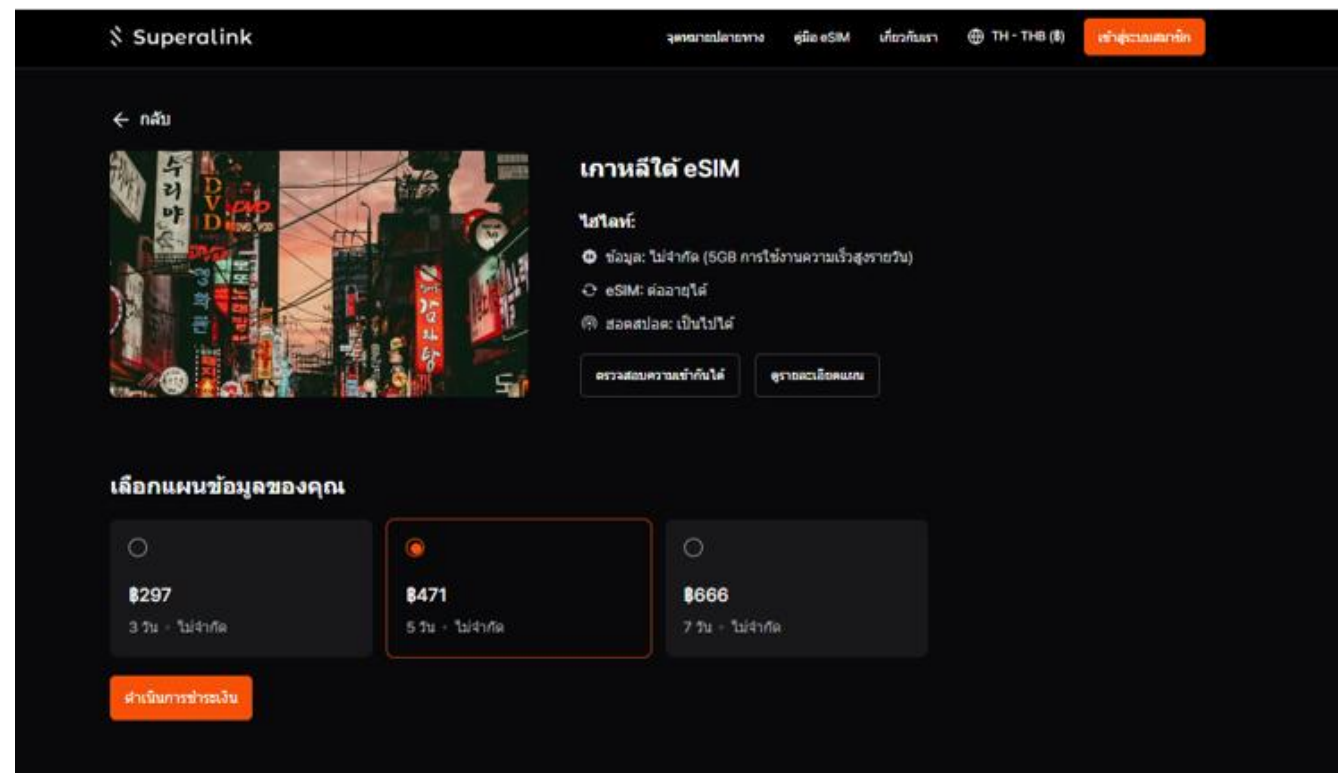 Superalink
จุดหมายปลายทาง
คู่มือ eSIM
เกี่ยวกับเรา
TH - THB (฿)
เข้าสู่ระบบสมาชิก
← กลับ
수리야
DVD
DVD
감자탕
เกาหลีใต้ eSIM
ไฮไลท์:
ข้อมูล: ไม่จำกัด (5GB การใช้งานความเร็วสูงรายวัน)
eSIM: ต่ออายุได้
ฮอตสปอต: เป็นไปได้
ตรวจสอบความเข้ากันได้
ดูรายละเอียดแผน
เลือกแผนข้อมูลของคุณ
฿297
3 วัน - ไม่จำกัด
฿471
5 วัน - ไม่จำกัด
฿666
7 วัน - ไม่จำกัด
ดำเนินการชำระเงิน